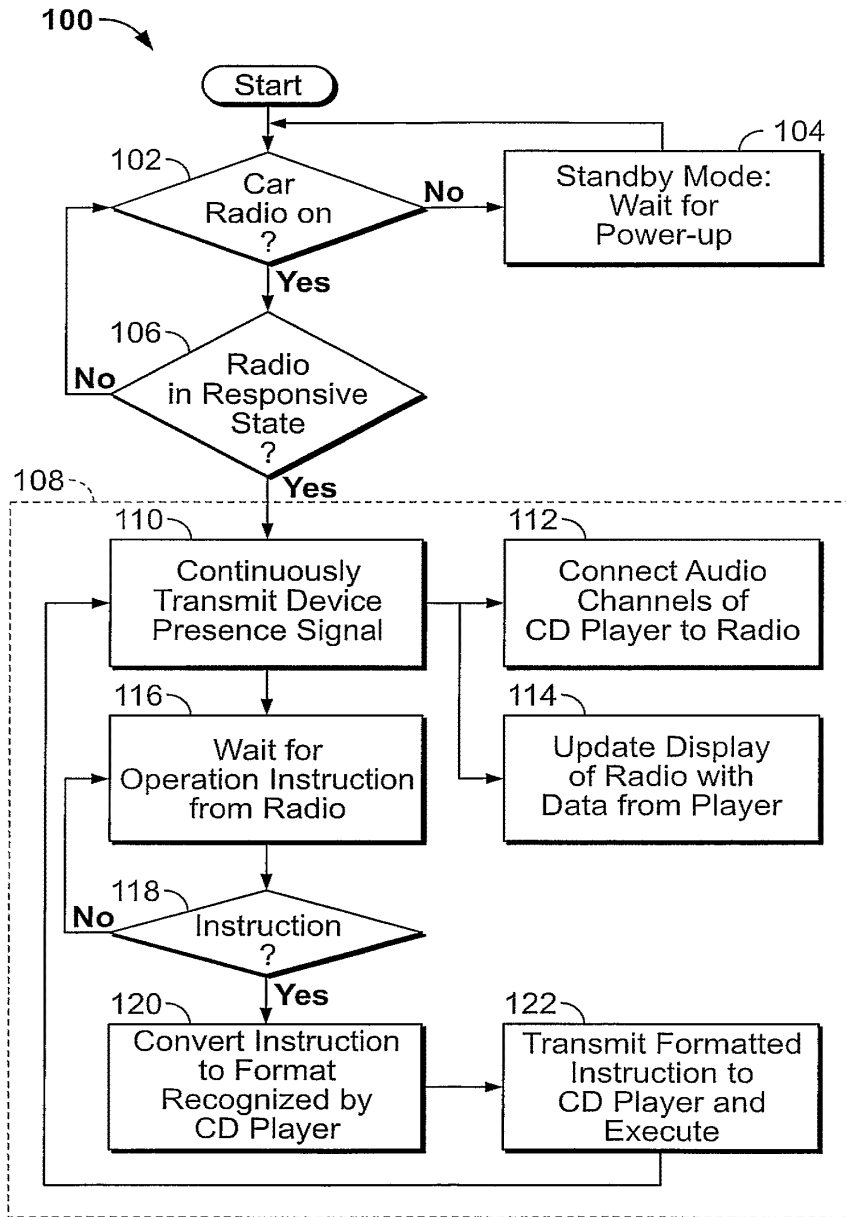 100
Start
102
Car
Radio on
?
No
104
Standby Mode:
Wait for
Power-up
Yes
106
Radio
in Responsive
State
?
No
Yes
108
110
Continuously
Transmit Device
Presence Signal
112
Connect Audio
Channels of
CD Player to Radio
116
Wait for
Operation Instruction
from Radio
114
Update Display
of Radio with
Data from Player
118
Instruction
?
No
Yes
120
Convert Instruction
to Format
Recognized by
CD Player
122
Transmit Formatted
Instruction to
CD Player and
Execute